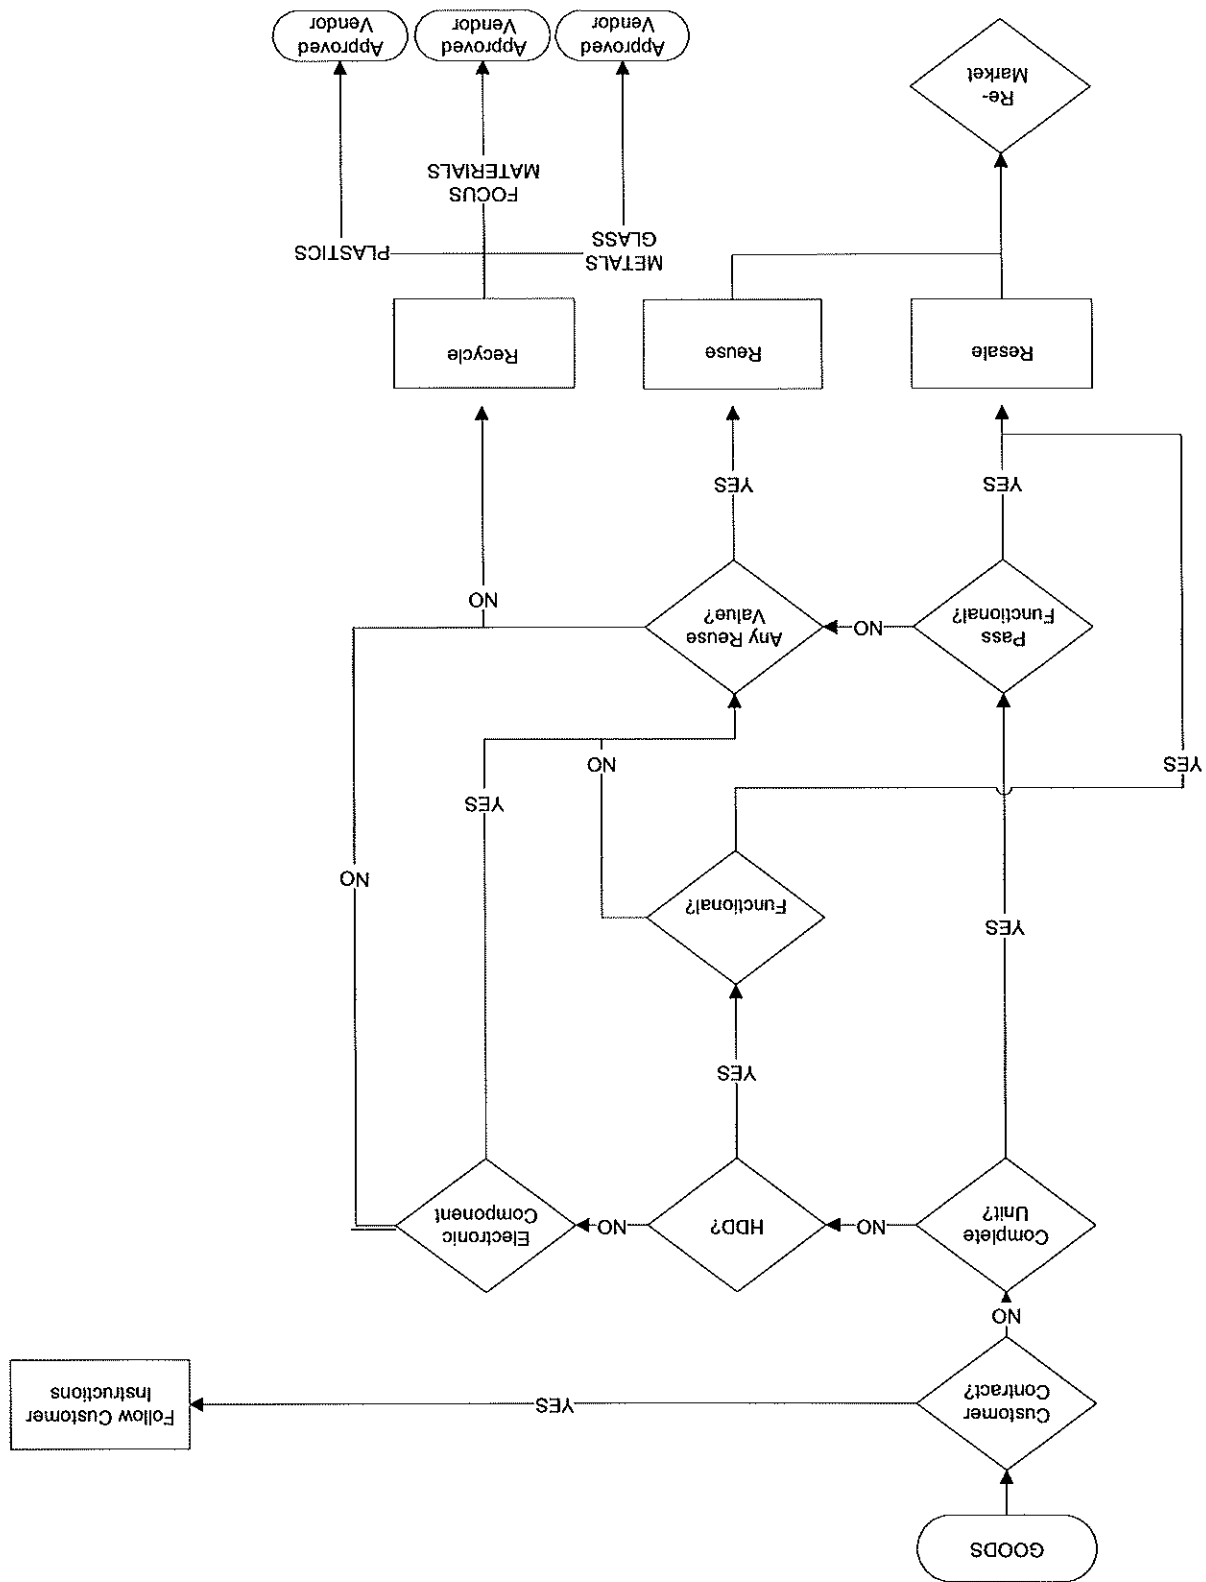 GOODS
Customer
Contract?
YES
Follow Customer
Instructions
NO
Complete
Unit?
NO
HDD?
NO
Electronic
Component
YES
YES
YES
NO
Functional?
YES
NO
YES
Pass
Functional?
NO
Any Reuse
Value?
NO
YES
YES
Resale
Reuse
Recycle
METALS
GLASS
PLASTICS
FOCUS
MATERIALS
Re-
Market
Approved
Vendor
Approved
Vendor
Approved
Vendor